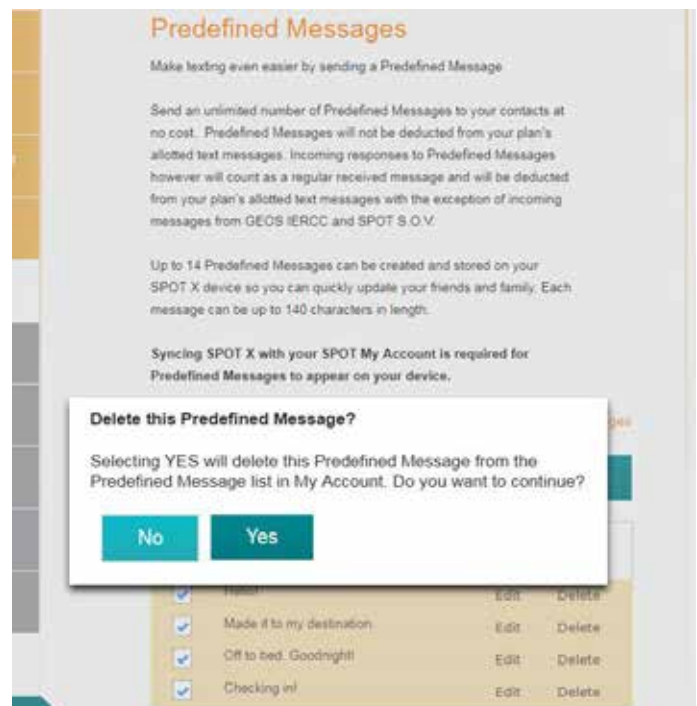 Predefined Messages
Make texting even easier by sending a Predefined Message
Send an unlimited number of Predefined Messages to your contacts at
no cost. Predefined Messages will not be deducted from your plan's
allotted text messages. Incoming responses to Predefined Messages
however will count as a regular received message and will be deducted
from your plan's allotted text messages with the exception of incoming
messages from GEOS IERCC and SPOT S.O.V.
Up to 14 Predefined Messages can be created and stored on your
SPOT X device so you can quickly update your friends and family. Each
message can be up to 140 characters in length.
Syncing SPOT X with your SPOT My Account is required for
Predefined Messages to appear on your device.
Delete this Predefined Message?
Selecting YES will delete this Predefined Message from the
Predefined Message list in My Account. Do you want to continue?
No Yes
Hello! Edit Delete
Made it to my destination. Edit Delete
Off to bed. Goodnight! Edit Delete
Checking in! Edit Delete